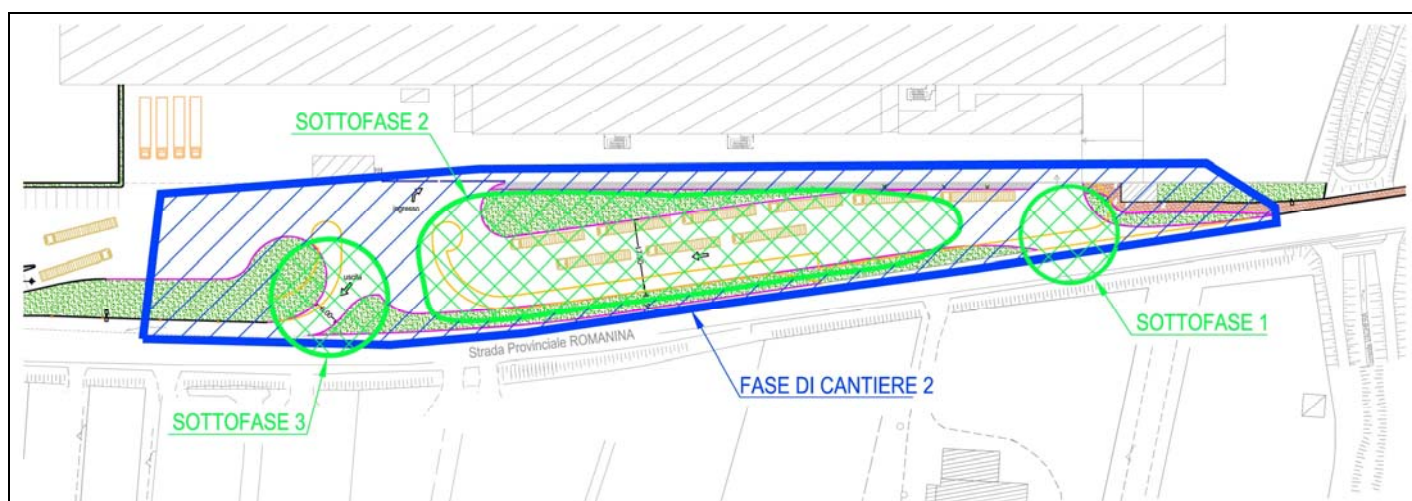 SOTTOFASE 2
ingresso
uscita
SOTTOFASE 1
Strada Provinciale ROMANINA
FASE DI CANTIERE 2
SOTTOFASE 3